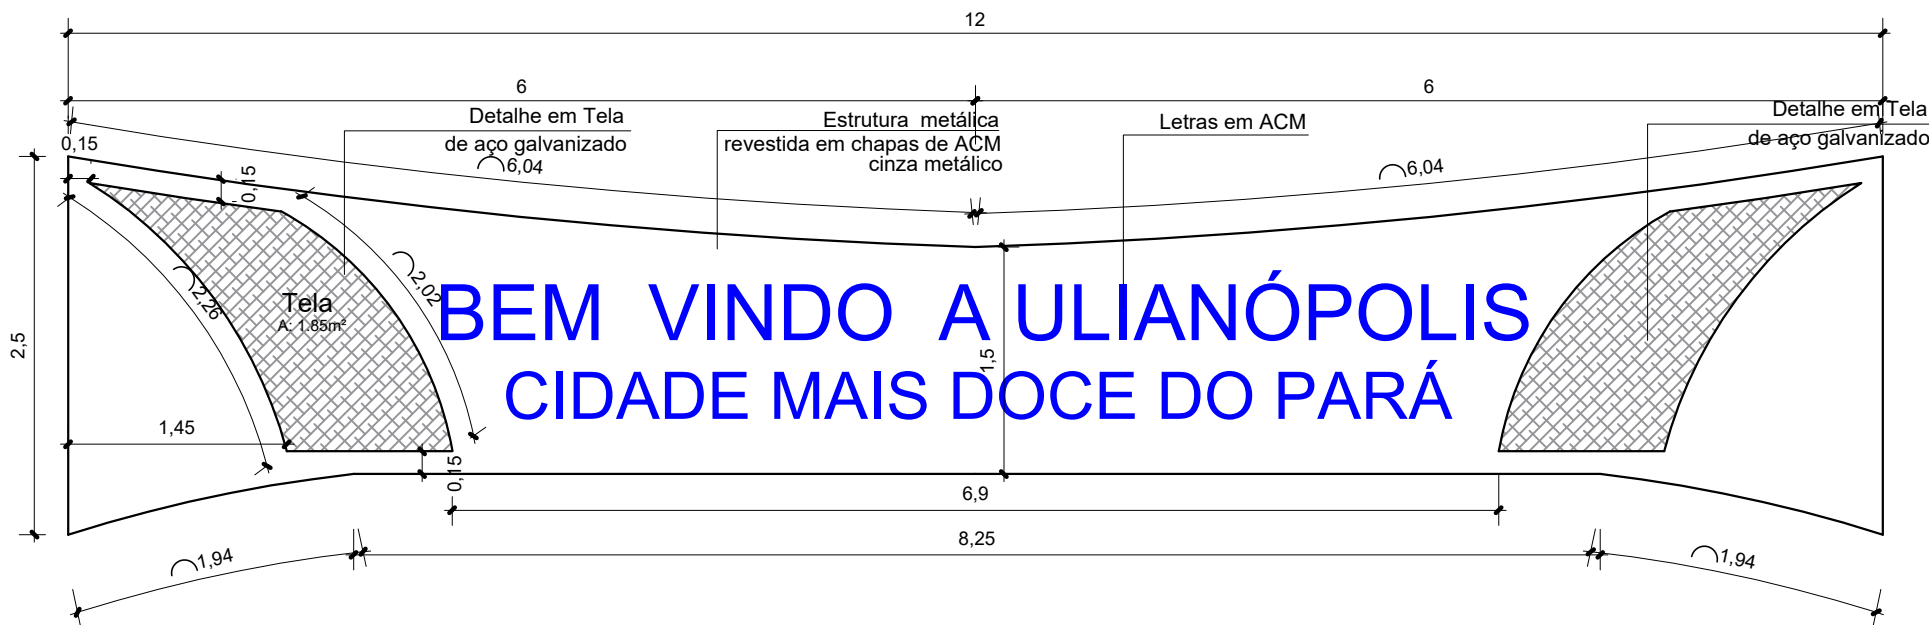 12
6
6
Detalhe em Tela
de aço galvanizado
Estrutura metálica
revestida em chapas de ACM
cinza metálico
Letras em ACM
Detalhe em Tela
de aço galvanizado
0,15
6,04
6,04
0,15
2,02
2,26
Tela
A: 1.85m²
2,5
BEM VINDO A ULIANÓPOLIS
1,5
CIDADE MAIS DOCE DO PARÁ
1,45
0,15
6,9
8,25
1,94
1,94